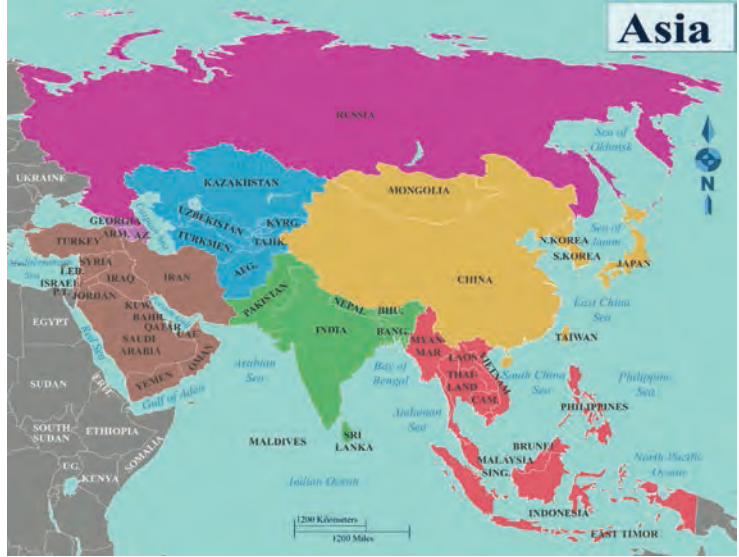 Asia
RUSSIA
Sea of
Okhotsk
N
UKRAINE
KAZAKHSTAN
MONGOLIA
GEORGIA
ARM.
AZ.
Caspian Sea
UZBEKISTAN
KYRG.
TURKMEN.
TAJIK.
TURKEY
Mediterranean
Sea
SYRIA
LEB.
ISRAEL
P.T.
JORDAN
IRAQ
IRAN
AFG.
CHINA
N.KOREA
S.KOREA
Sea of
Japan
JAPAN
EGYPT
KUW.
BAHR.
QATAR
UAE
SAUDI
ARABIA
OMAN
YEMEN
Red Sea
PAKISTAN
NEPAL
BHU.
INDIA
BANG.
East China
Sea
TAIWAN
MYAN-
MAR
LAOS
VIETNAM
THAI-
LAND
CAM.
Arabian
Sea
Bay of
Bengal
South China
Sea
Philippine
Sea
PHILIPPINES
SUDAN
ERIT.
Gulf of Aden
SOUTH
SUDAN
ETHIOPIA
SOMALIA
UG.
KENYA
MALDIVES
SRI
LANKA
Andaman
Sea
BRUNEI
MALAYSIA
SING.
North Pacific
Ocean
Indian Ocean
INDONESIA
EAST TIMOR
1200 Kilometers
1200 Miles